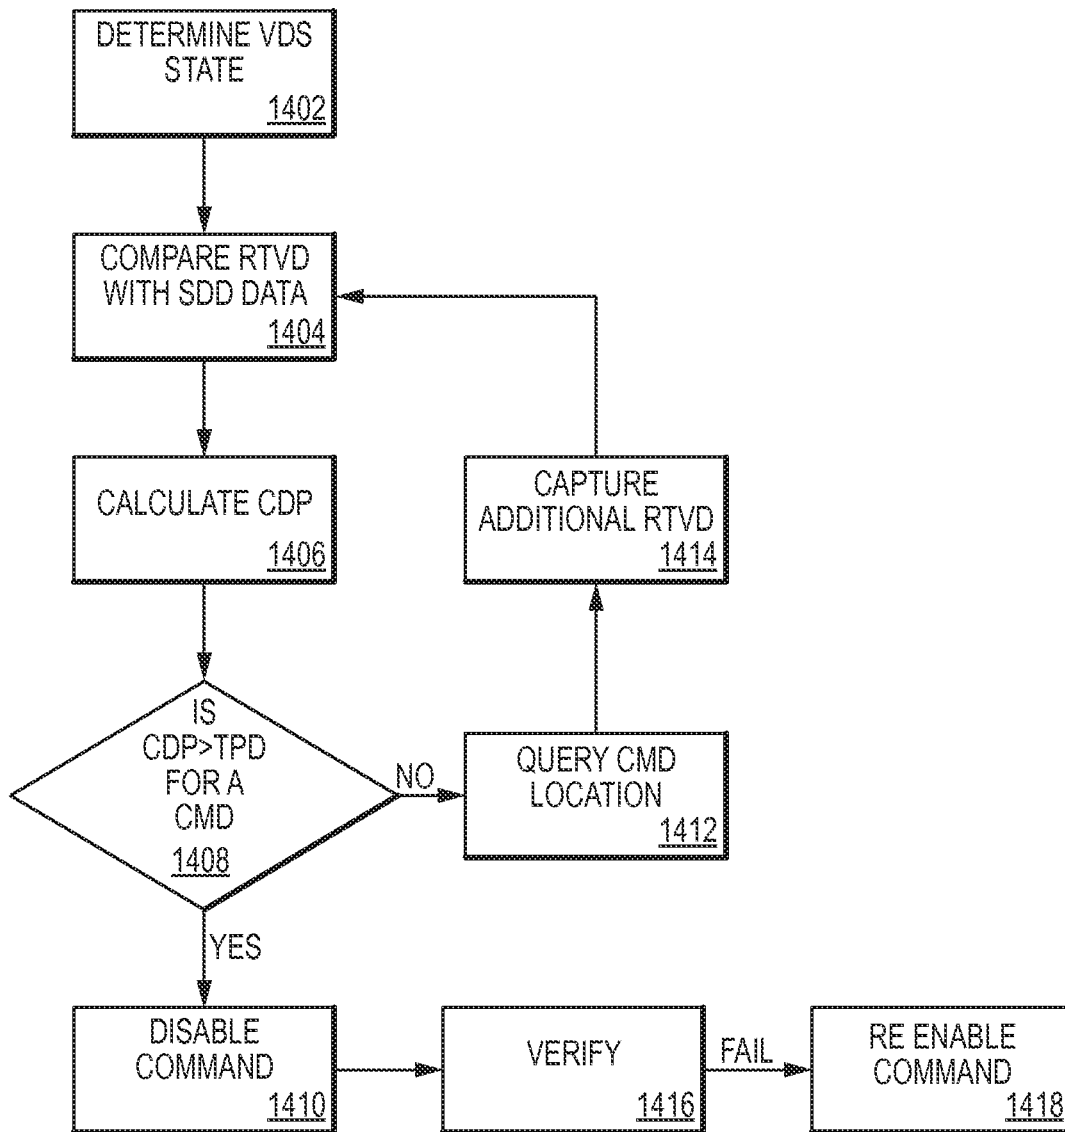 DETERMINE VDS
STATE
1402
COMPARE RTVD
WITH SDD DATA
1404
CALCULATE CDP
1406
CAPTURE
ADDITIONAL RTVD
1414
IS
CDP>TPD
FOR A
CMD
1408
NO
QUERY CMD
LOCATION
1412
YES
DISABLE
COMMAND
1410
VERIFY
1416
FAIL
RE ENABLE
COMMAND
1418